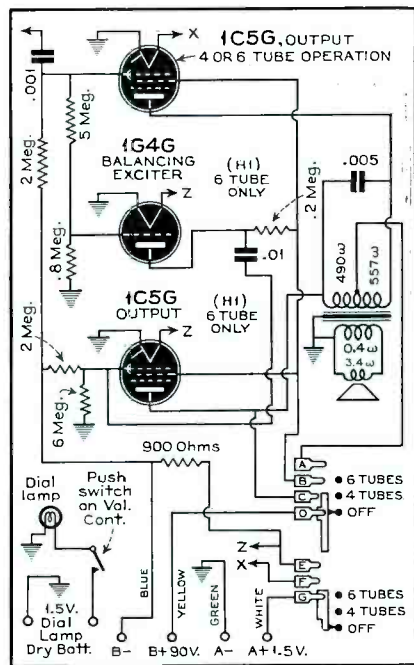 1C5G, OUTPUT
4 OR 6 TUBE OPERATION
X
.001
5 Meg.
2 Meg.
1G4G
BALANCING
EXCITER
Z
(H1)
6 TUBE
ONLY
.2 Meg.
.005
.01
490ω
557ω
.8 Meg.
1C5G
OUTPUT
Z
(H1)
6 TUBE
ONLY
2 Meg.
0.4ω
3.4ω
6 Meg.
900 Ohms
A
B
C
D
6 TUBES
4 TUBES
OFF
Dial
lamp
Push
switch
on Val.
Cont.
Z
X
E
F
G
6 TUBES
4 TUBES
OFF
BLUE
YELLOW
GREEN
WHITE
1.5V.
Dial
Lamp
Dry Batt.
B-
B+90V.
A-
A+1.5V.